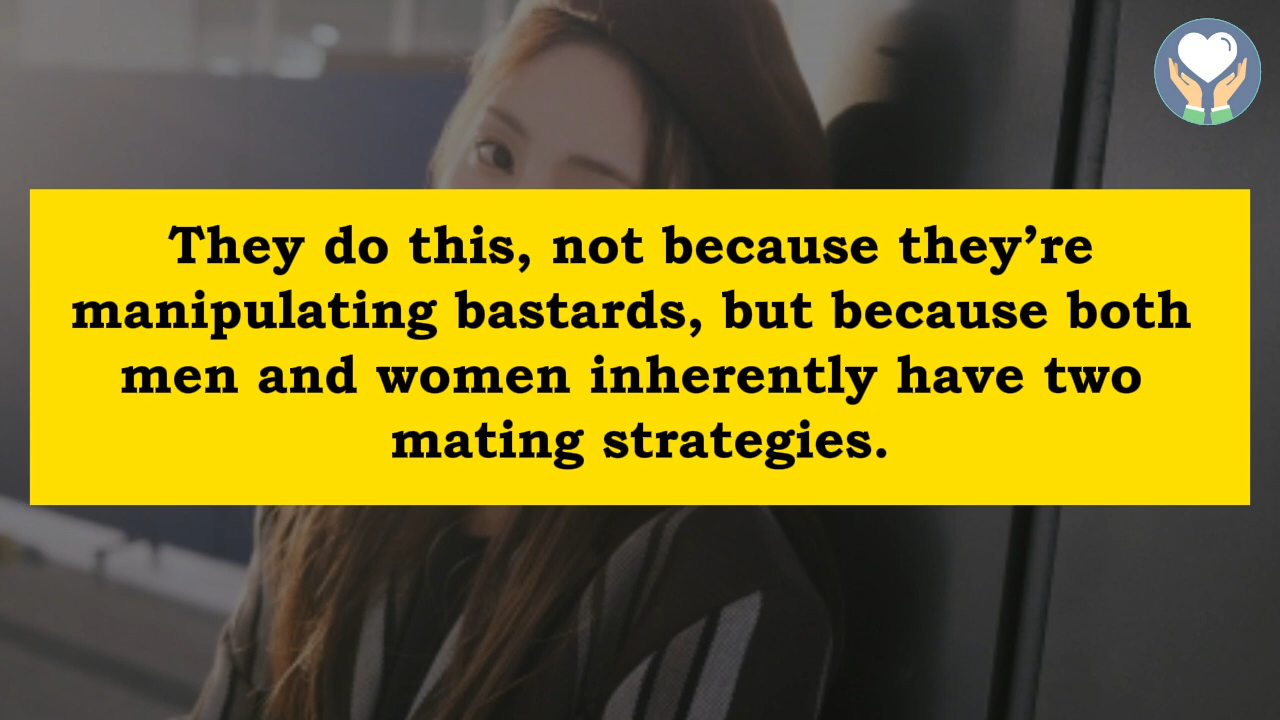 They do this, not because they’re
manipulating bastards, but because both
men and women inherently have two
mating strategies.